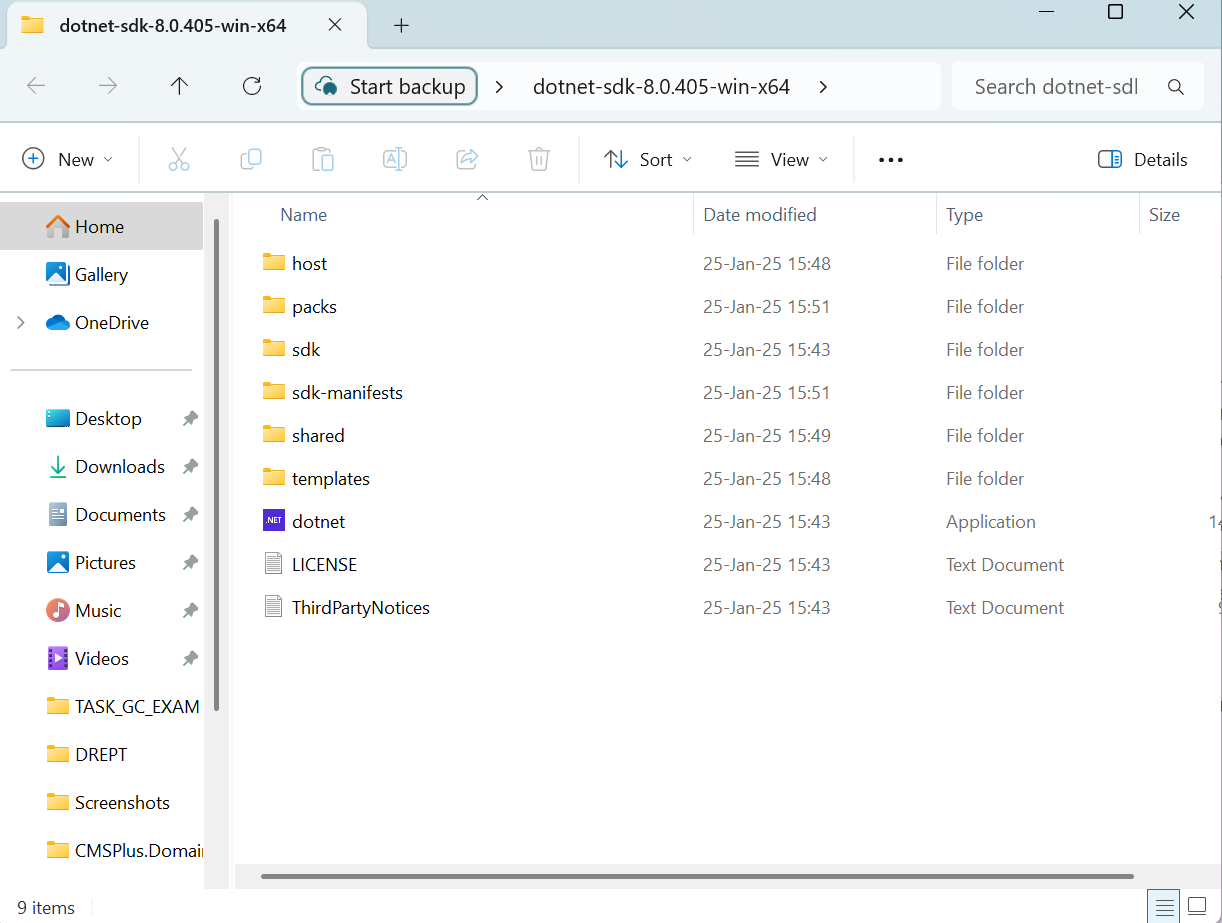 dotnet-sdk-8.0.405-win-x64
Start backup dotnet-sdk-8.0.405-win-x64 Search dotnet-sdl
New Sort View Details
Name Date modified Type Size
Home
Gallery
OneDrive
Desktop
Downloads
Documents
Pictures
Music
Videos
TASK_GC_EXAM
DREPT
Screenshots
CMSPlus.Domai
host 25-Jan-25 15:48 File folder
packs 25-Jan-25 15:51 File folder
sdk 25-Jan-25 15:43 File folder
sdk-manifests 25-Jan-25 15:51 File folder
shared 25-Jan-25 15:49 File folder
templates 25-Jan-25 15:48 File folder
.NET dotnet 25-Jan-25 15:43 Application
LICENSE 25-Jan-25 15:43 Text Document
ThirdPartyNotices 25-Jan-25 15:43 Text Document
9 items